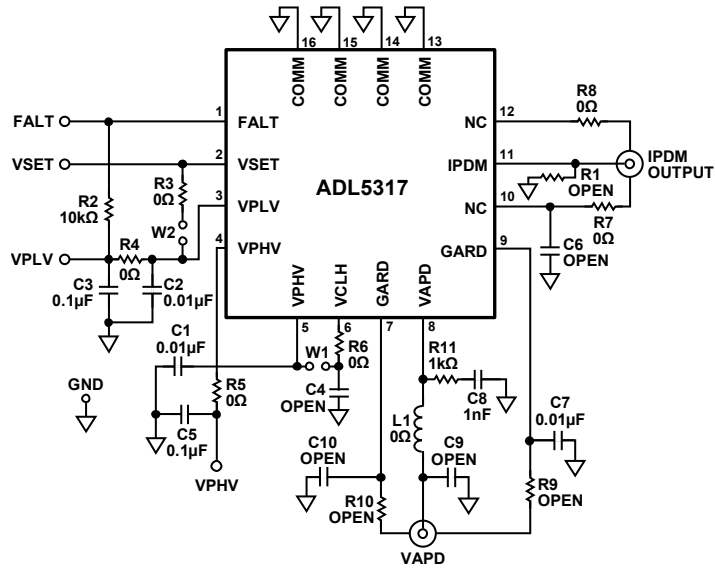 16 15 14 13
COMM COMM COMM COMM
FALT 1 FALT
VSET 2 VSET
R3
0Ω
3 VPLV
R2
10kΩ
W2
4 VPHV
VPLV R4
0Ω
C3
0.1µF
C2
0.01µF
ADL5317
NC 12 R8
0Ω
IPDM 11
IPDM
OUTPUT
R1
OPEN
NC 10 R7
0Ω
C6
OPEN
GARD 9
VPHV VCLH GARD VAPD
5 6 7 8
C1
0.01µF
W1 R6
0Ω
C4
OPEN
R11
1kΩ
C8
1nF
GND
R5
0Ω
C5
0.1µF
VPHV
L1
0Ω
C7
0.01µF
C10
OPEN
C9
OPEN
R10
OPEN
R9
OPEN
VAPD